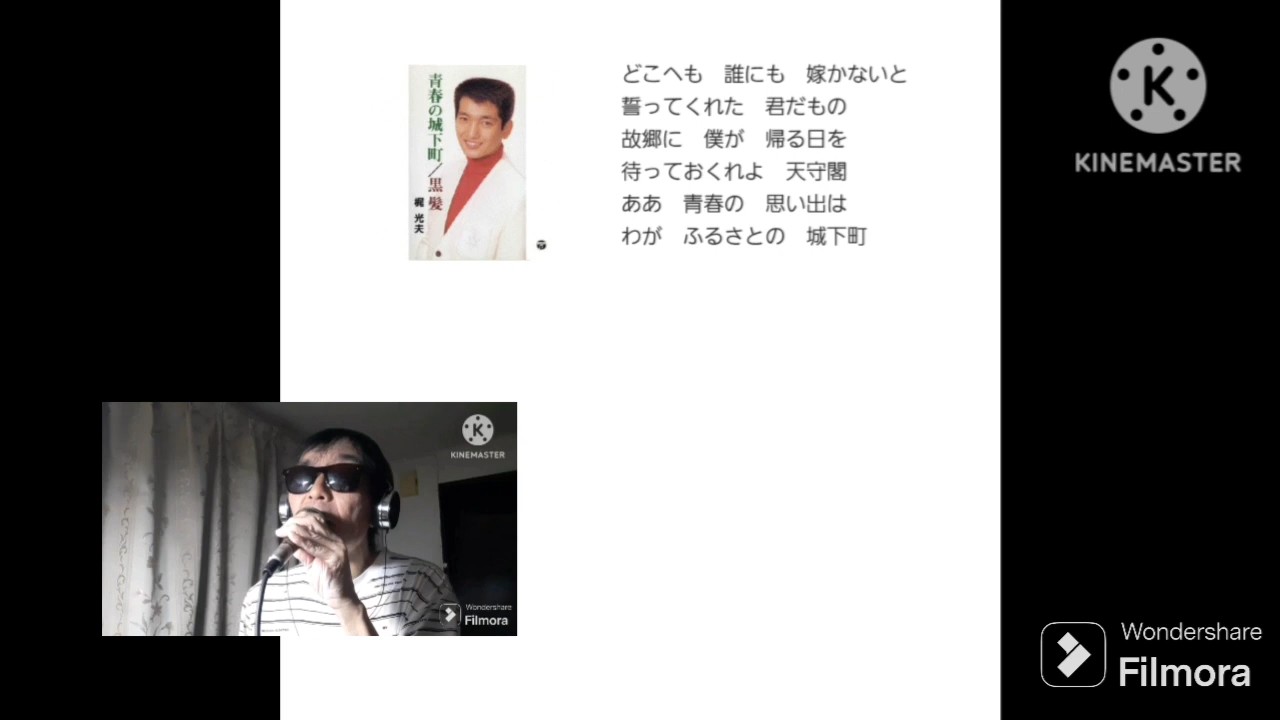 青春の城下町／黒髪
梶光夫
どこへも　誰にも　嫁かないと
誓ってくれた　君だもの
故郷に　僕が　帰る日を
待っておくれよ　天守閣
ああ　青春の　思い出は
わが　ふるさとの　城下町
K
KINEMASTER
K
KINEMASTER
Wondershare
Filmora
Wondershare
Filmora